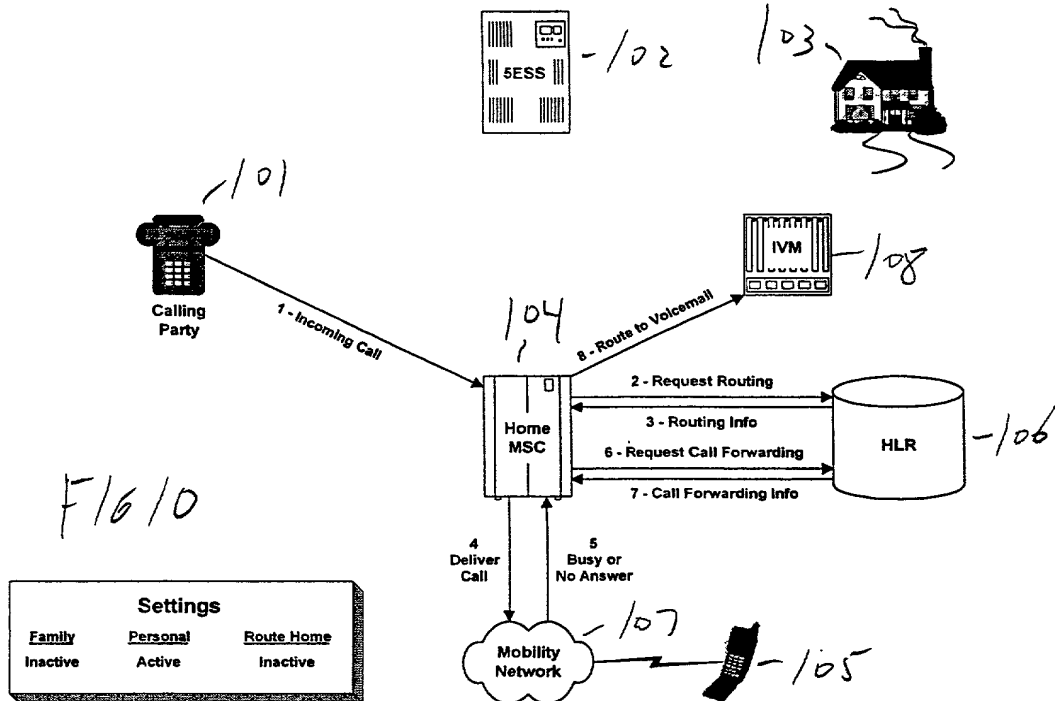 5ESS
102
103
101
Calling
Party
1 - Incoming Call
IVM
108
8 - Route to Voicemail
104
Home
MSC
2 - Request Routing
3 - Routing Info
6 - Request Call Forwarding
7 - Call Forwarding Info
HLR
106
FIG 10
4
Deliver
Call
5
Busy or
No Answer
Settings
Family Personal Route Home
Inactive Active Inactive
Mobility
Network
107
105